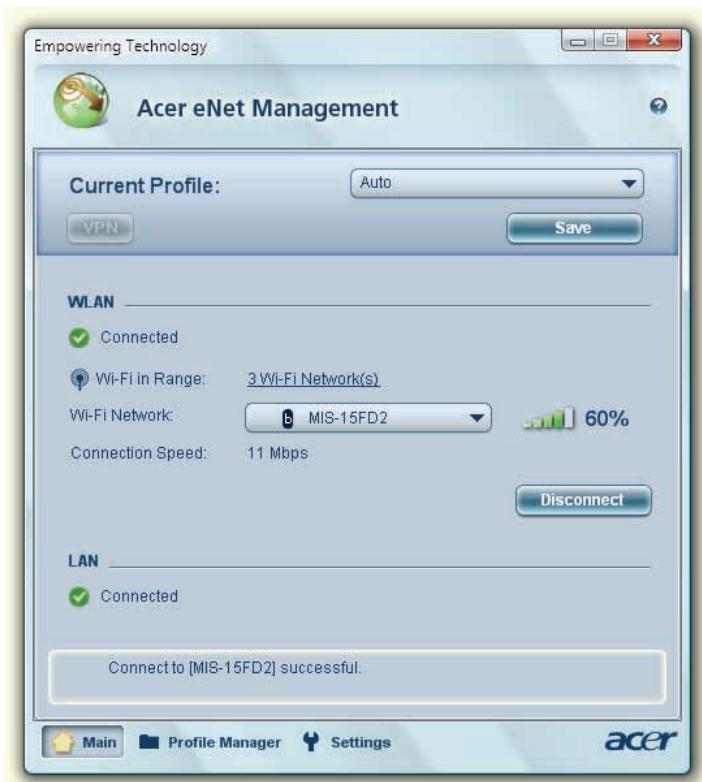 Empowering Technology
Acer eNet Management
Current Profile: Auto
VPN Save
WLAN
Connected
Wi-Fi in Range: 3 Wi-Fi Network(s)
Wi-Fi Network: b MIS-15FD2 60%
Connection Speed: 11 Mbps
Disconnect
LAN
Connected
Connect to [MIS-15FD2] successful.
Main Profile Manager Settings acer